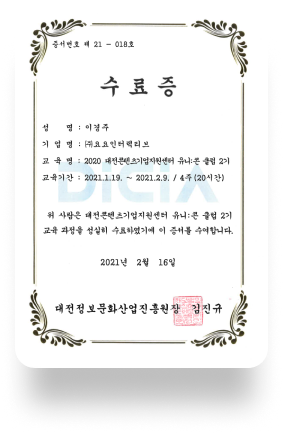 증서번호 제 21 - 018호
수료증
성 명 : 이경주
기 업 명 : ㈜요요인터렉티브
교 육 명 : 2020 대전콘텐츠기업지원센터 유니:콘 클럽 2기
교육기간 : 2021.1.19. ~ 2021.2.9. / 4주(20시간)
DICIA
위 사람은 대전콘텐츠기업지원센터 유니:콘 클럽 2기
교육 과정을 성실히 수료하였기에 이 증서를 수여합니다.
2021년 2월 16일
대전정보문화산업진흥원장 김진규